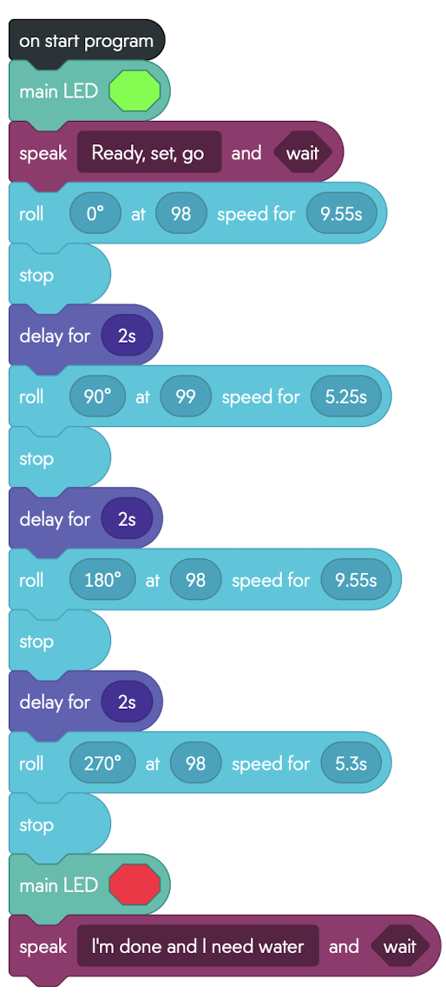 on start program
main LED
speak Ready, set, go and wait
roll 0° at 98 speed for 9.55s
stop
delay for 2s
roll 90° at 99 speed for 5.25s
stop
delay for 2s
roll 180° at 98 speed for 9.55s
stop
delay for 2s
roll 270° at 98 speed for 5.3s
stop
main LED
speak I'm done and I need water and wait